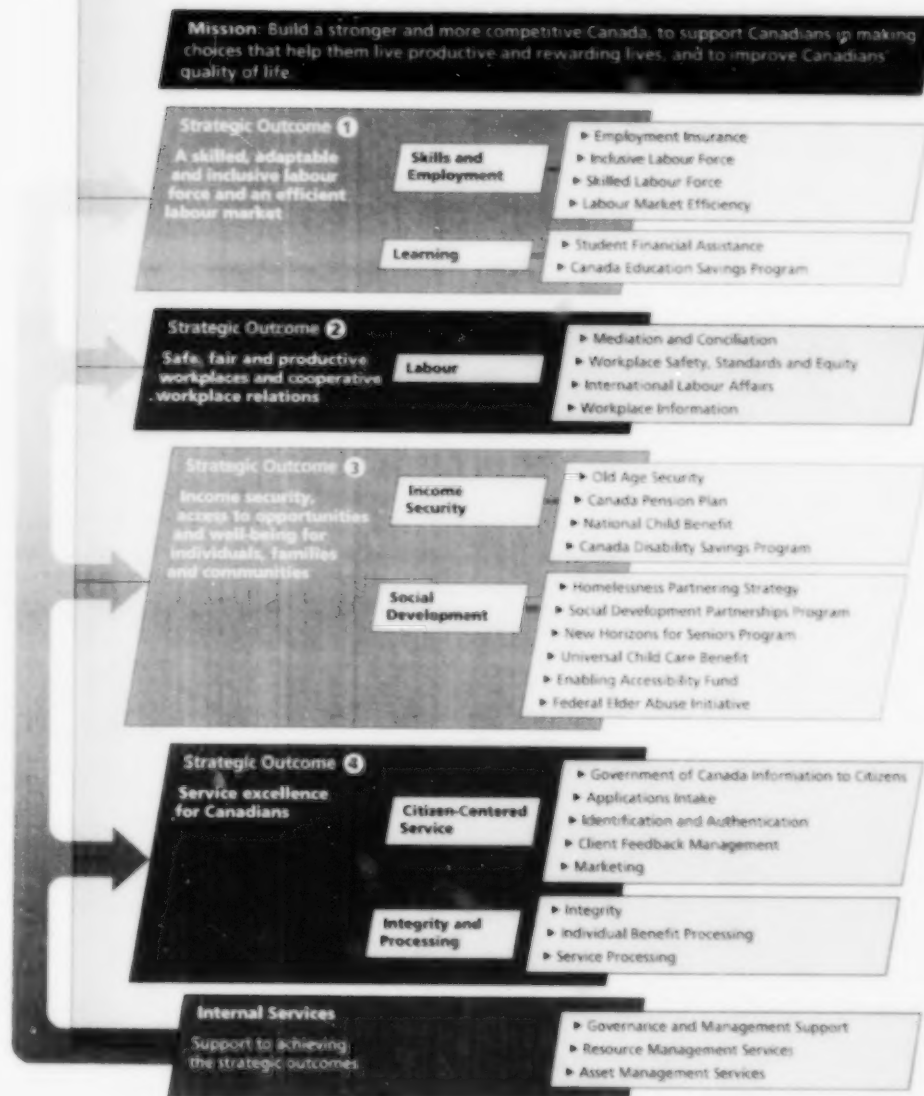 Mission: Build a stronger and more competitive Canada, to support Canadians in making
choices that help them live productive and rewarding lives, and to improve Canadians'
quality of life.
Strategic Outcome 1
A skilled, adaptable
and inclusive labour
force and an efficient
labour market
Skills and
Employment
▶ Employment Insurance
▶ Inclusive Labour Force
▶ Skilled Labour Force
▶ Labour Market Efficiency
Learning
▶ Student Financial Assistance
▶ Canada Education Savings Program
Strategic Outcome 2
Safe, fair and productive
workplaces and cooperative
workplace relations
Labour
▶ Mediation and Conciliation
▶ Workplace Safety, Standards and Equity
▶ International Labour Affairs
▶ Workplace Information
Strategic Outcome 3
Income security,
access to opportunities
and well-being for
individuals, families
and communities
Income
Security
▶ Old Age Security
▶ Canada Pension Plan
▶ National Child Benefit
▶ Canada Disability Savings Program
Social
Development
▶ Homelessness Partnering Strategy
▶ Social Development Partnerships Program
▶ New Horizons for Seniors Program
▶ Universal Child Care Benefit
▶ Enabling Accessibility Fund
▶ Federal Elder Abuse Initiative
Strategic Outcome 4
Service excellence
for Canadians
Citizen-Centered
Service
▶ Government of Canada Information to Citizens
▶ Applications Intake
▶ Identification and Authentication
▶ Client Feedback Management
▶ Marketing
Integrity and
Processing
▶ Integrity
▶ Individual Benefit Processing
▶ Service Processing
Internal Services
Support to achieving
the strategic outcomes
▶ Governance and Management Support
▶ Resource Management Services
▶ Asset Management Services